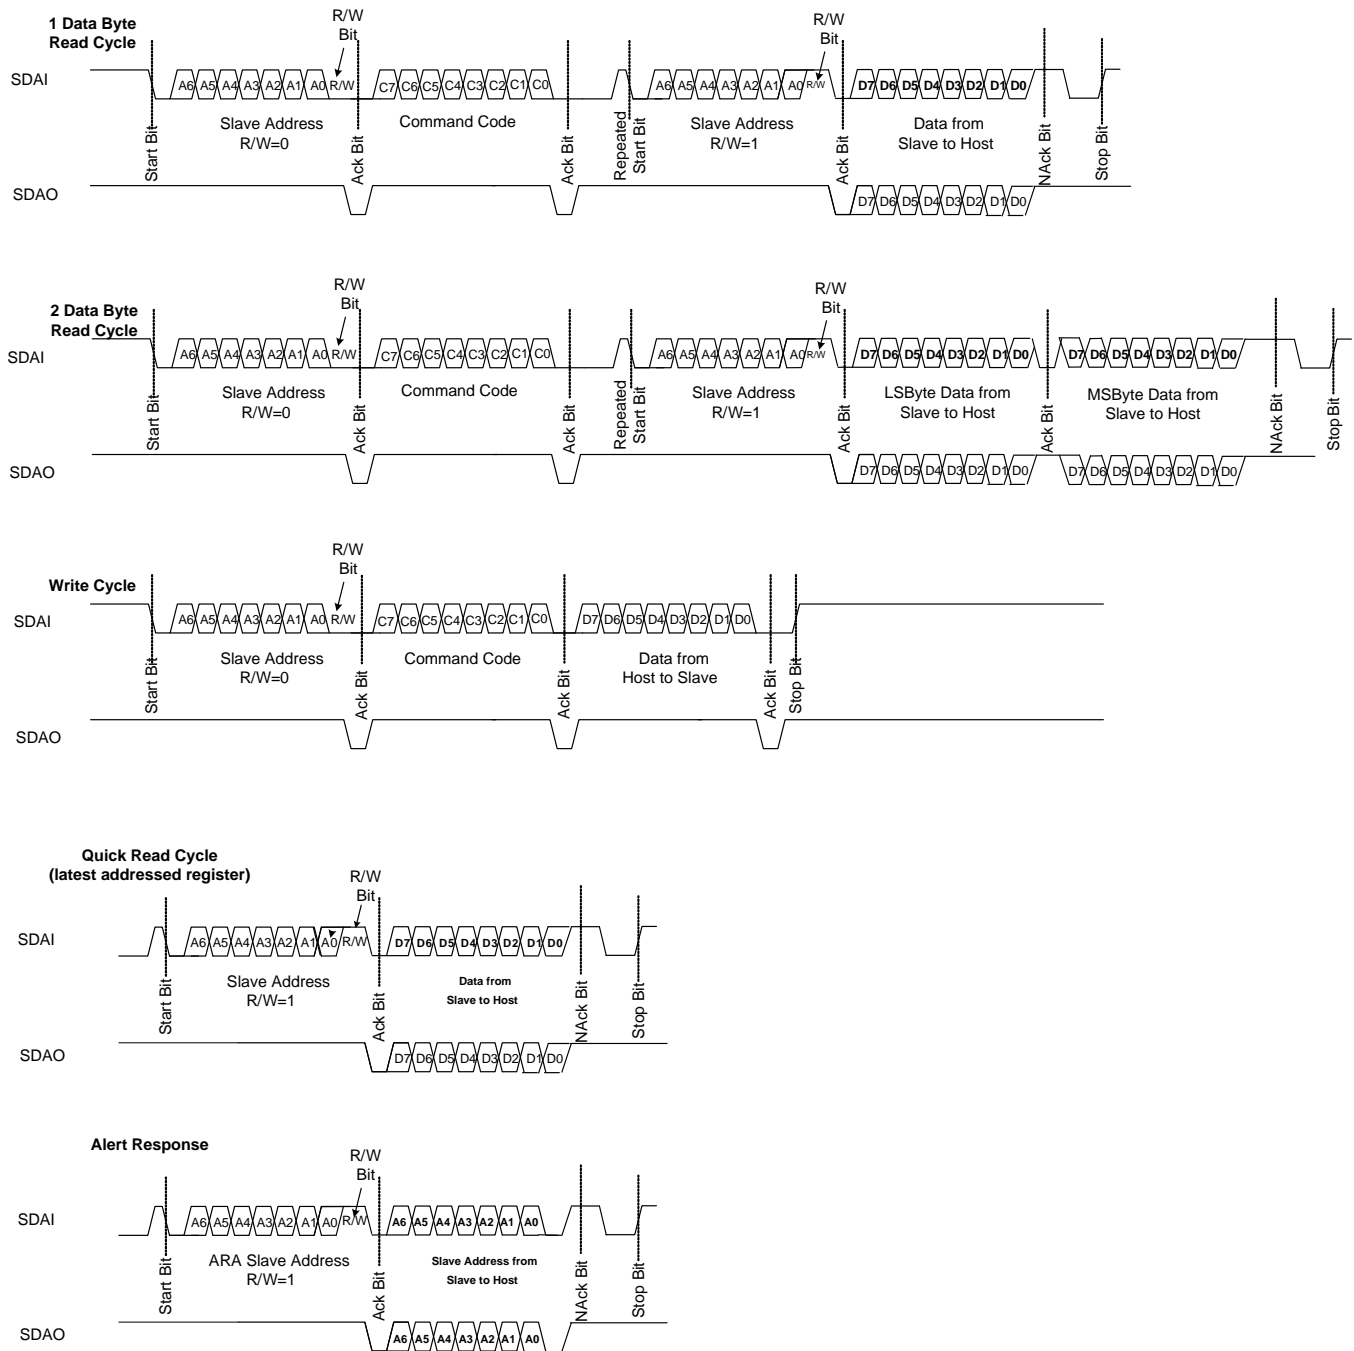 1 Data Byte
Read Cycle
R/W
Bit
R/W
Bit
SDAI
A6 A5 A4 A3 A2 A1 A0 R/W C7 C6 C5 C4 C3 C2 C1 C0 A6 A5 A4 A3 A2 A1 A0 R/W D7 D6 D5 D4 D3 D2 D1 D0
Start Bit
Slave Address
R/W=0
Ack Bit
Command Code
Ack Bit
Repeated
Start Bit
Slave Address
R/W=1
Ack Bit
Data from
Slave to Host
NAck Bit
Stop Bit
SDAO
D7 D6 D5 D4 D3 D2 D1 D0
2 Data Byte
Read Cycle
R/W
Bit
R/W
Bit
SDAI
A6 A5 A4 A3 A2 A1 A0 R/W C7 C6 C5 C4 C3 C2 C1 C0 A6 A5 A4 A3 A2 A1 A0 R/W D7 D6 D5 D4 D3 D2 D1 D0 D7 D6 D5 D4 D3 D2 D1 D0
Start Bit
Slave Address
R/W=0
Ack Bit
Command Code
Ack Bit
Repeated
Start Bit
Slave Address
R/W=1
Ack Bit
LSByte Data from
Slave to Host
Ack Bit
MSByte Data from
Slave to Host
NAck Bit
Stop Bit
SDAO
D7 D6 D5 D4 D3 D2 D1 D0 D7 D6 D5 D4 D3 D2 D1 D0
Write Cycle
R/W
Bit
SDAI
A6 A5 A4 A3 A2 A1 A0 R/W C7 C6 C5 C4 C3 C2 C1 C0 D7 D6 D5 D4 D3 D2 D1 D0
Start Bit
Slave Address
R/W=0
Ack Bit
Command Code
Ack Bit
Data from
Host to Slave
Ack Bit
Stop Bit
SDAO
Quick Read Cycle
(latest addressed register)
R/W
Bit
SDAI
A6 A5 A4 A3 A2 A1 A0 R/W D7 D6 D5 D4 D3 D2 D1 D0
Start Bit
Slave Address
R/W=1
Ack Bit
Data from
Slave to Host
NAck Bit
Stop Bit
SDAO
D7 D6 D5 D4 D3 D2 D1 D0
Alert Response
R/W
Bit
SDAI
A6 A5 A4 A3 A2 A1 A0 R/W A6 A5 A4 A3 A2 A1 A0
Start Bit
ARA Slave Address
R/W=1
Ack Bit
Slave Address from
Slave to Host
NAck Bit
Stop Bit
SDAO
A6 A5 A4 A3 A2 A1 A0